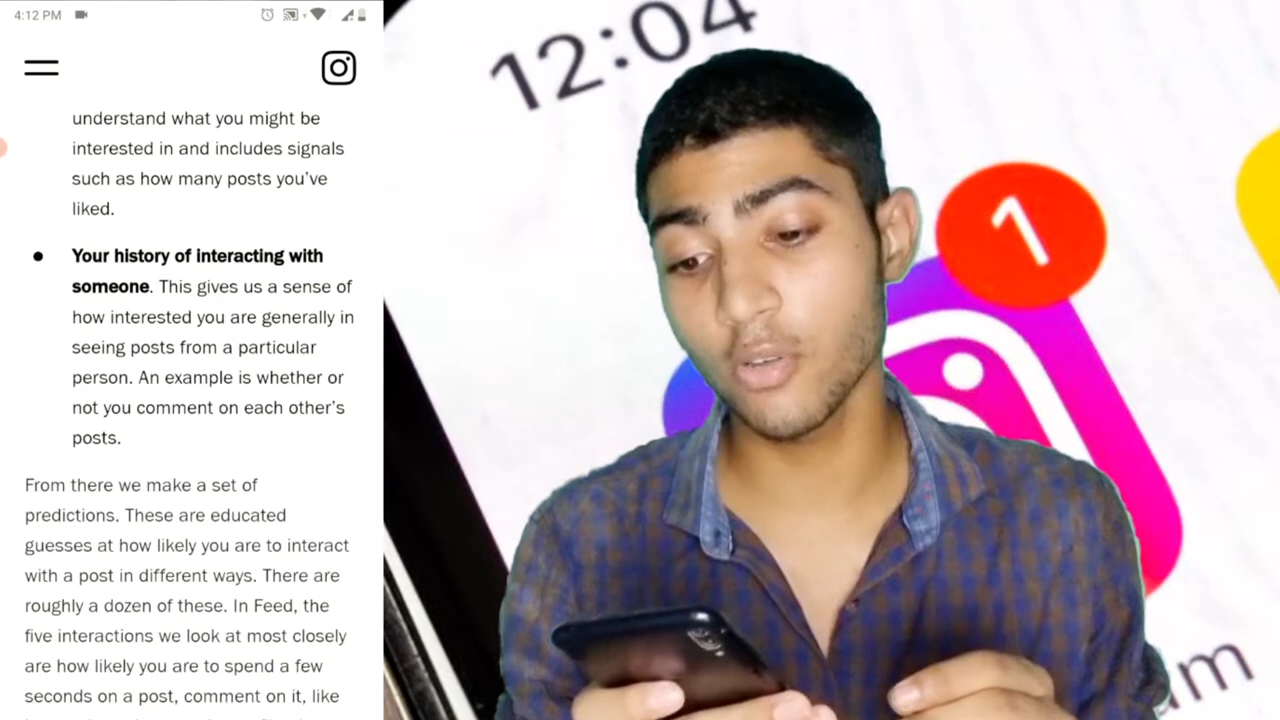 4:12 PM
understand what you might be
interested in and includes signals
such as how many posts you’ve
liked.
● Your history of interacting with
someone. This gives us a sense of
how interested you are generally in
seeing posts from a particular
person. An example is whether or
not you comment on each other’s
posts.
From there we make a set of
predictions. These are educated
guesses at how likely you are to interact
with a post in different ways. There are
roughly a dozen of these. In Feed, the
five interactions we look at most closely
are how likely you are to spend a few
seconds on a post, comment on it, like
12:04
1
am